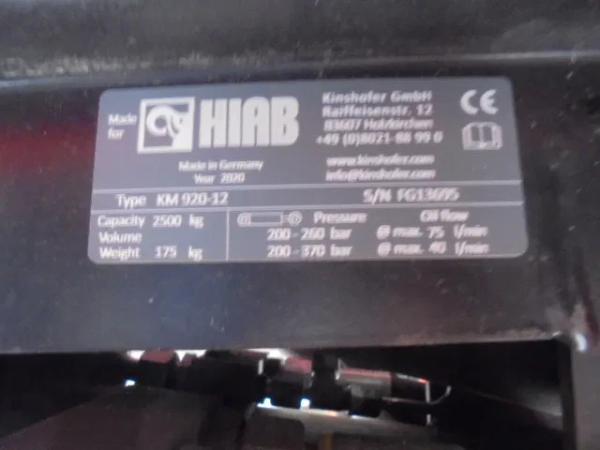 Made for
HIAB
Kinshofer GmbH
Raiffeisenstr. 12
83607 Holzkirchen
+49 (0)8021-88 99 0
www.kinshofer.com
info@kinshofer.com
Made in Germany
Year 2020
Type KM 920-12 S/N FG13695
Capacity 2500 kg Pressure Oil flow
Volume 200 - 260 bar @ max. 75 l/min
Weight 175 kg 200 - 370 bar @ max. 40 l/min